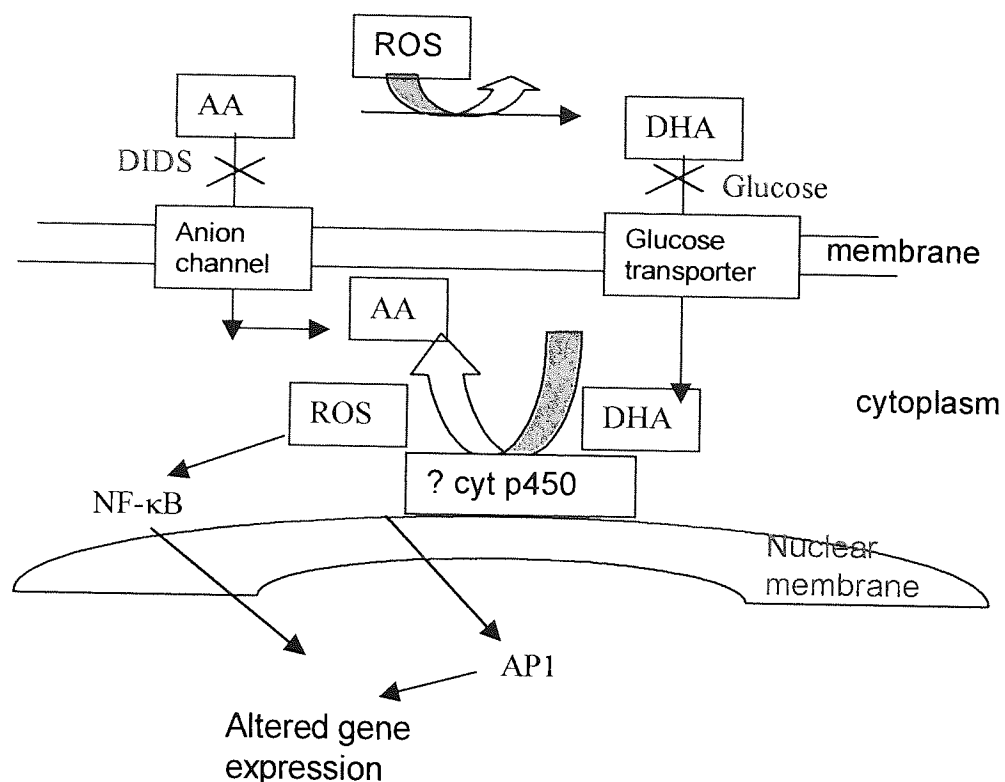 ROS
AA
DHA
DIDS
Glucose
Anion
channel
Glucose
transporter
membrane
AA
cytoplasm
ROS
DHA
? cyt p450
NF-κB
Nuclear
membrane
AP1
Altered gene
expression